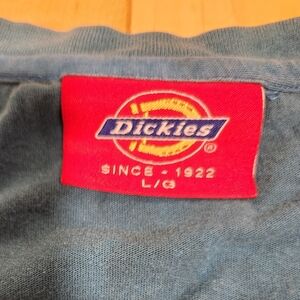 Dickies
®
SINCE - 1922
L/G